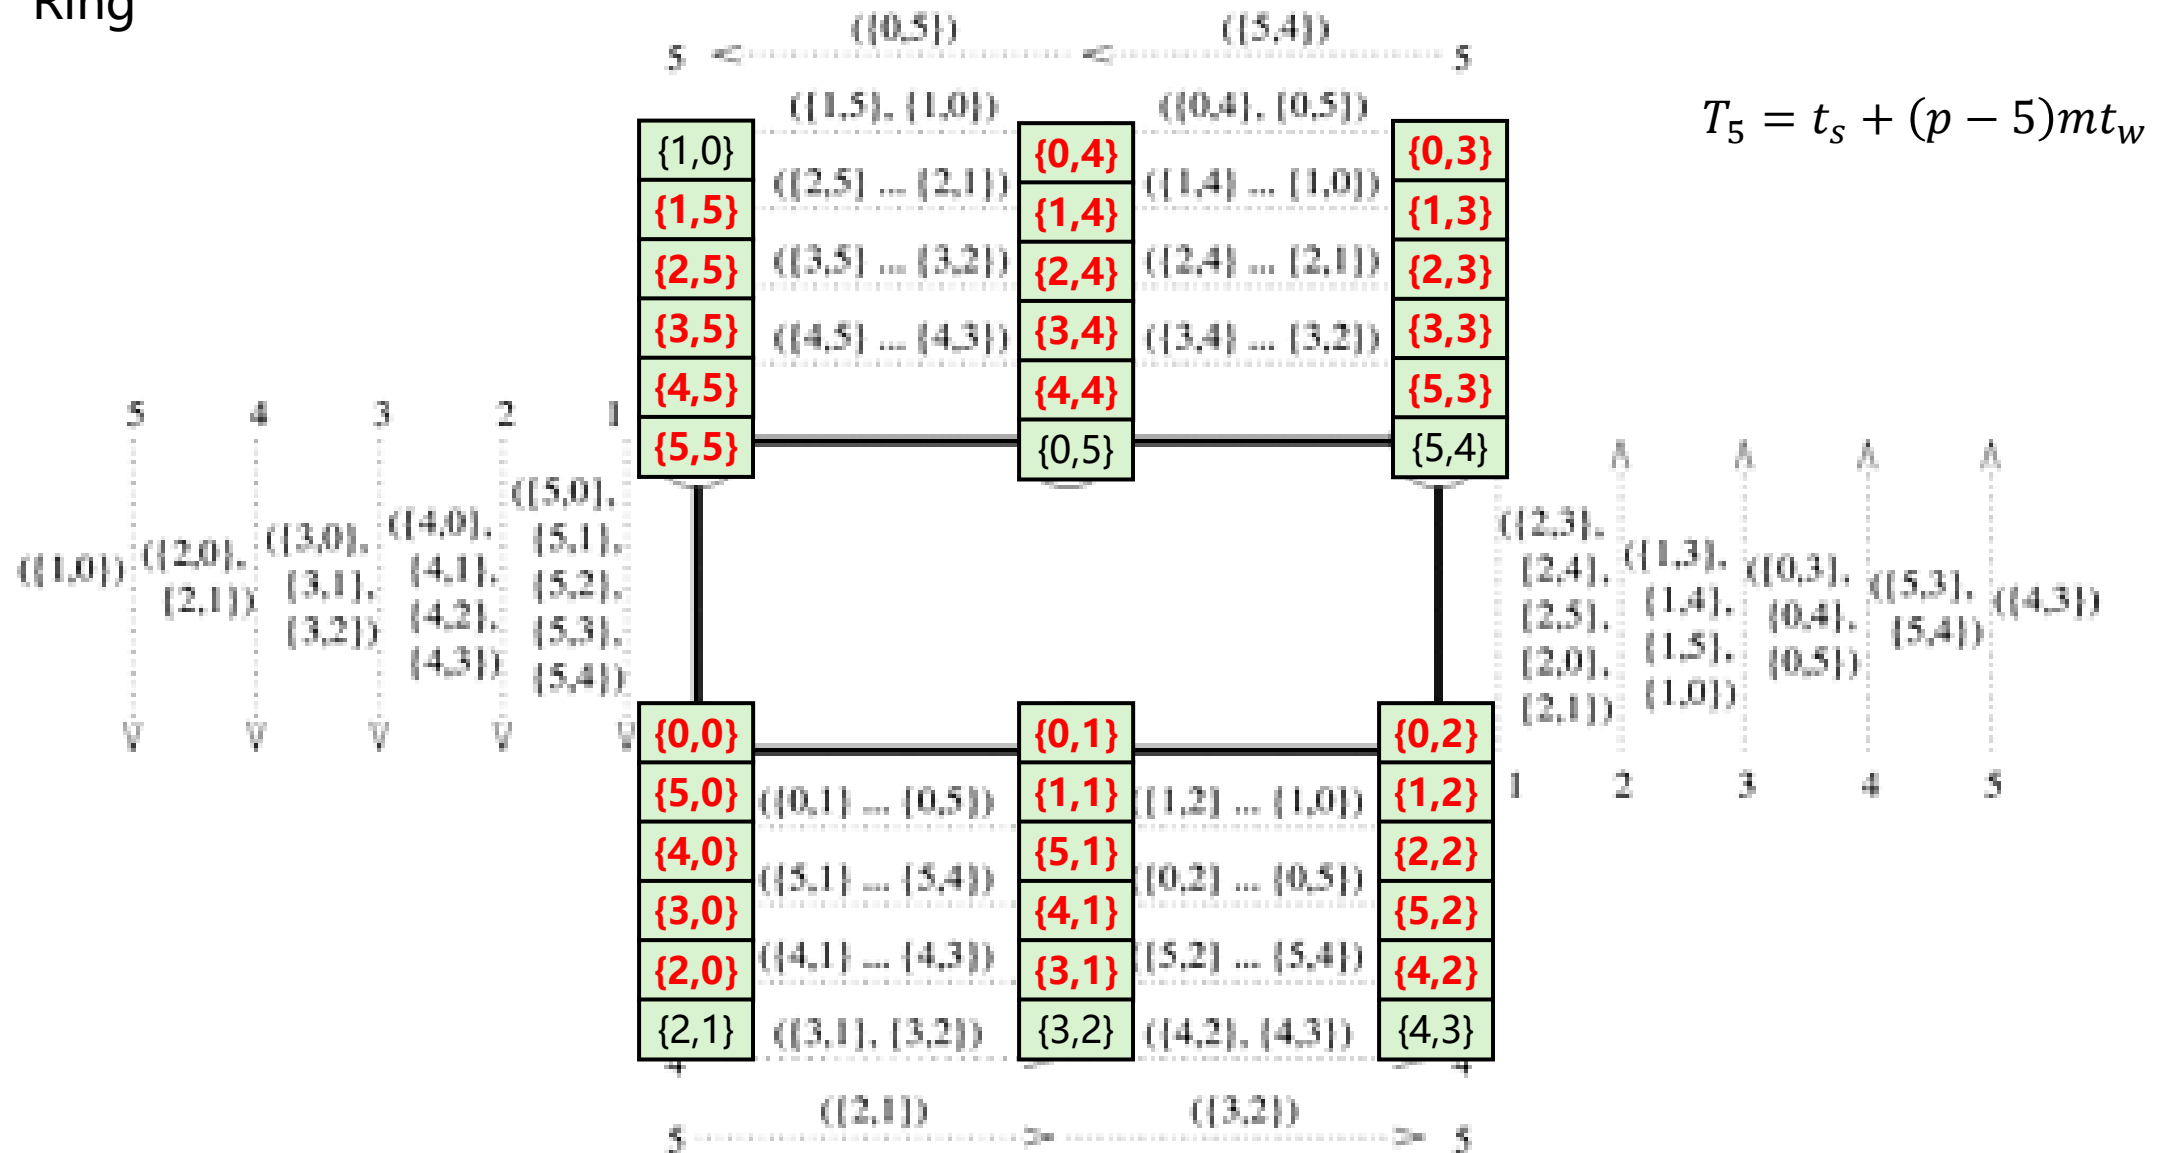 Ring
({0,5}) ({5,4})
5 5
T₅ = tₛ + (p − 5)mt_w
({1,5}, {1,0}) ({0,4}, {0,5})
{1,0} {0,4} {0,3}
({2,5} ... {2,1}) ({1,4} ... {1,0})
{1,5} {1,4} {1,3}
({3,5} ... {3,2}) ({2,4} ... {2,1})
{2,5} {2,4} {2,3}
({4,5} ... {4,3}) ({3,4} ... {3,2})
{3,5} {3,4} {3,3}
{4,5} {4,4} {5,3}
{5,5} {0,5} {5,4}
5 4 3 2 1
({1,0})
({2,0},
{2,1})
({3,0},
{3,1},
{3,2})
({4,0},
{4,1},
{4,2},
{4,3})
({5,0},
{5,1},
{5,2},
{5,3},
{5,4})
({2,3},
{2,4},
{2,5},
{2,0},
{2,1})
({1,3},
{1,4},
{1,5},
{1,0})
({0,3},
{0,4},
{0,5})
({5,3},
{5,4})
({4,3})
1 2 3 4 5
{0,0} {0,1} {0,2}
{5,0} ({0,1} ... {0,5}) {1,1} ({1,2} ... {1,0}) {1,2}
{4,0} ({5,1} ... {5,4}) {5,1} ({0,2} ... {0,5}) {2,2}
{3,0} {4,1} {5,2}
{2,0} ({4,1} ... {4,3}) {3,1} ({5,2} ... {5,4}) {4,2}
{2,1} ({3,1}, {3,2}) {3,2} ({4,2}, {4,3}) {4,3}
4 4
({2,1}) ({3,2})
5 5